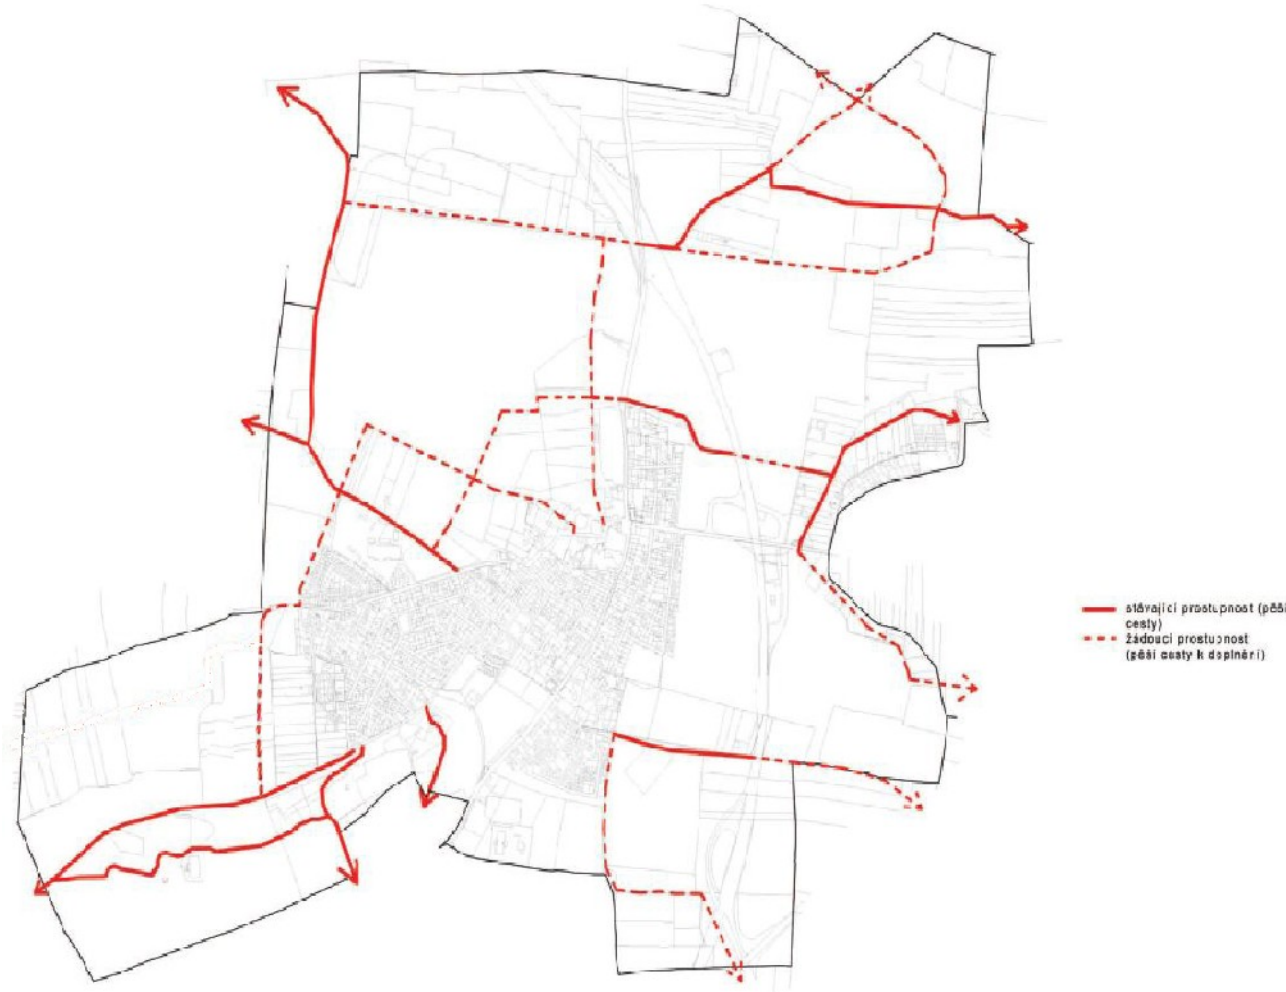 stávající prostupnost (pěší
cesty)
žádoucí prostupnost
(pěší cesty k doplnění)